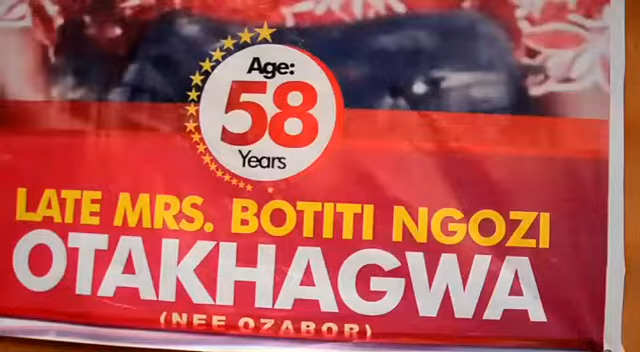 Age:
58
Years
LATE MRS. BOTITI NGOZI
OTAKHAGWA
(NEE OZABOR)